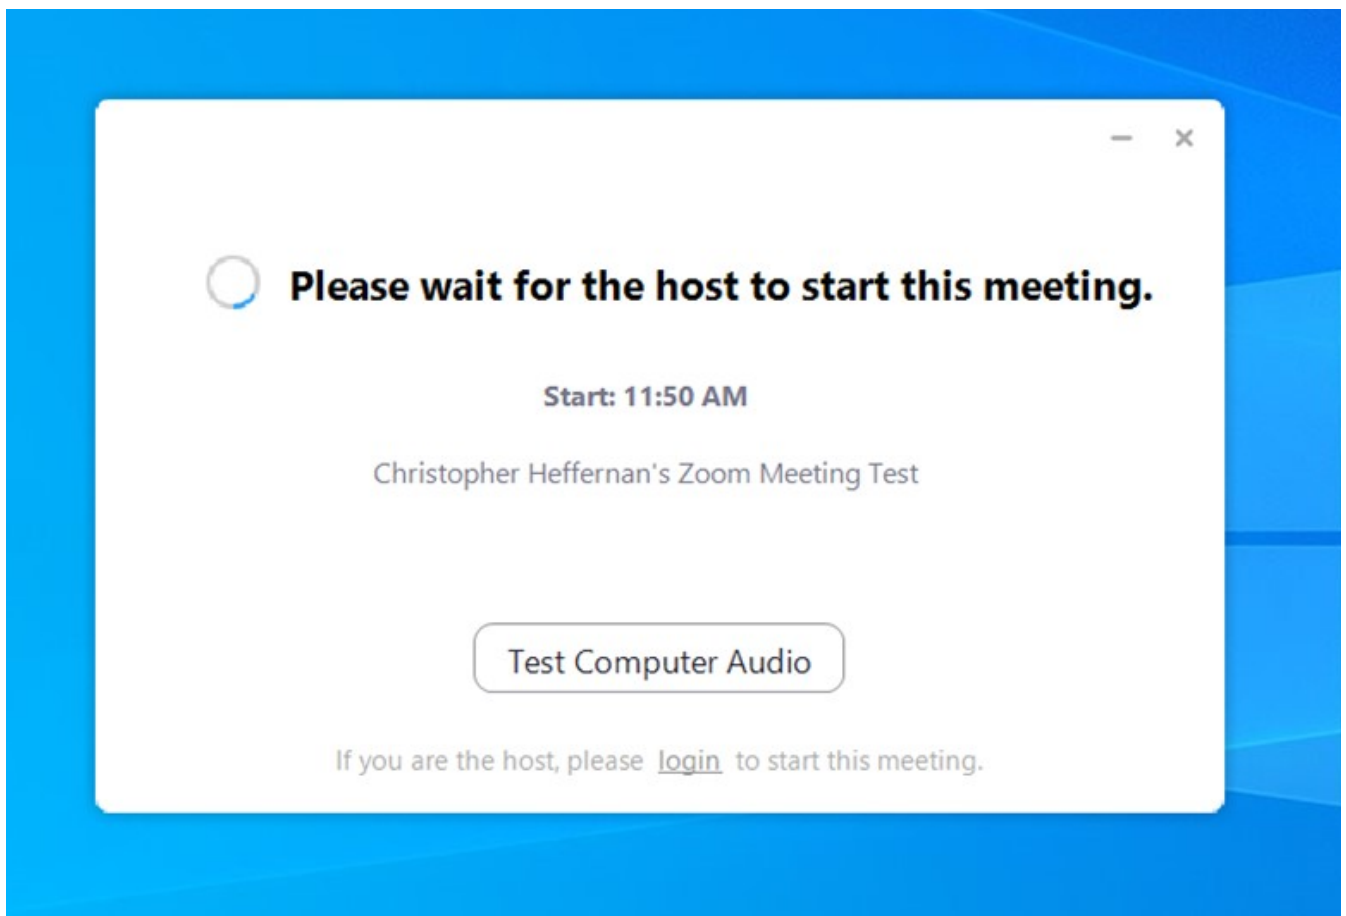 Please wait for the host to start this meeting.
Start: 11:50 AM
Christopher Heffernan's Zoom Meeting Test
Test Computer Audio
If you are the host, please login to start this meeting.